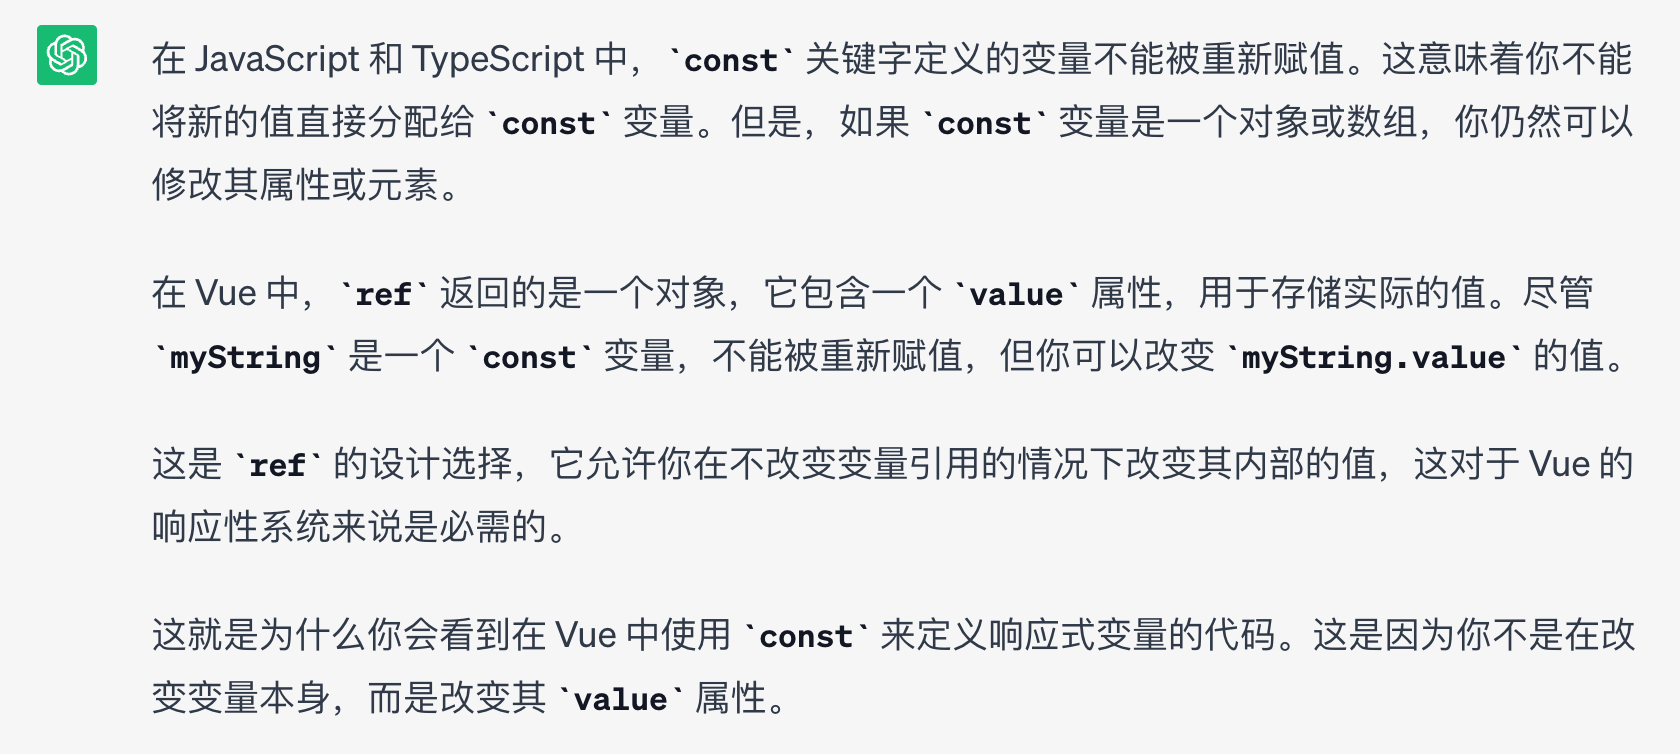 在 JavaScript 和 TypeScript 中， `const` 关键字定义的变量不能被重新赋值。这意味着你不能
将新的值直接分配给 `const` 变量。但是，如果 `const` 变量是一个对象或数组，你仍然可以
修改其属性或元素。
在 Vue 中， `ref` 返回的是一个对象，它包含一个 `value` 属性，用于存储实际的值。尽管
`myString` 是一个 `const` 变量，不能被重新赋值，但你可以改变 `myString.value` 的值。
这是 `ref` 的设计选择，它允许你在不改变变量引用的情况下改变其内部的值，这对于 Vue 的
响应性系统来说是必需的。
这就是为什么你会看到在 Vue 中使用 `const` 来定义响应式变量的代码。这是因为你不是在改
变变量本身，而是改变其 `value` 属性。